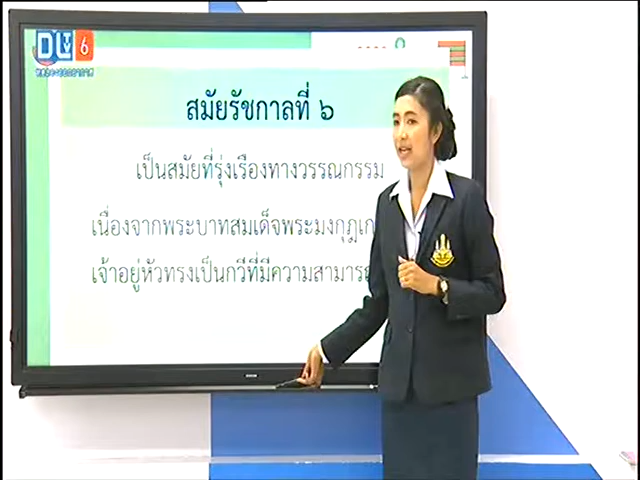 DLTV 6
สมัยรัชกาลที่ ๖
เป็นสมัยที่รุ่งเรืองทางวรรณกรรม
เนื่องจากพระบาทสมเด็จพระมงกุฎเก
เจ้าอยู่หัวทรงเป็นกวีที่มีความสามารถ